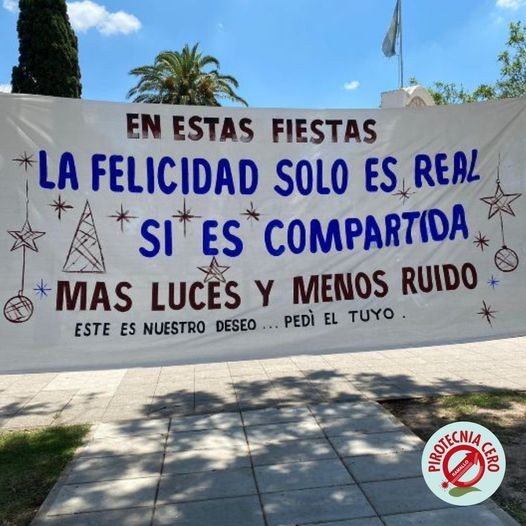 EN ESTAS FIESTAS
LA FELICIDAD SOLO ES REAL
SI ES COMPARTIDA
MAS LUCES Y MENOS RUIDO
ESTE ES NUESTRO DESEO ... PEDÌ EL TUYO .
PIROTECNIA CERO
RAMALLO